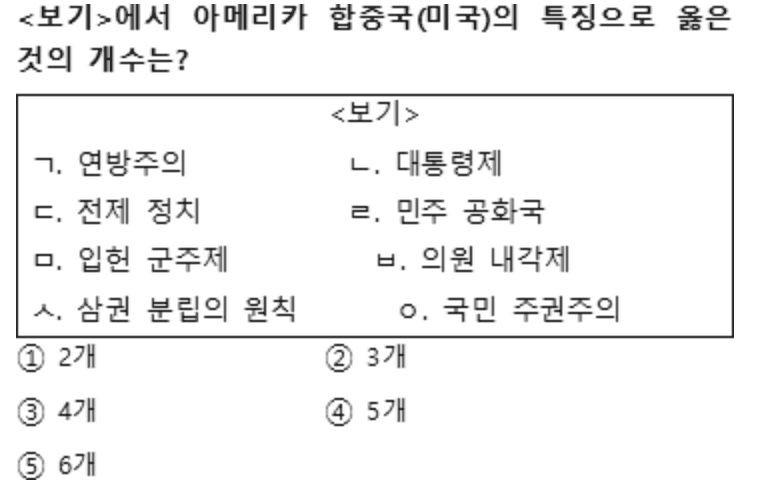 <보기>에서 아메리카 합중국(미국)의 특징으로 옳은
것의 개수는?
<보기>
ㄱ. 연방주의 ㄴ. 대통령제
ㄷ. 전제 정치 ㄹ. 민주 공화국
ㅁ. 입헌 군주제 ㅂ. 의원 내각제
ㅅ. 삼권 분립의 원칙 ㅇ. 국민 주권주의
① 2개 ② 3개
③ 4개 ④ 5개
⑤ 6개